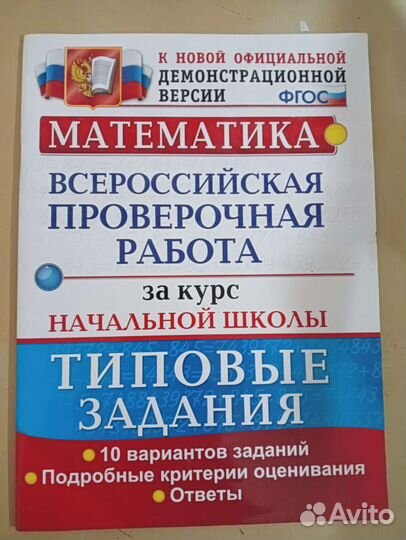 К НОВОЙ ОФИЦИАЛЬНОЙ
ДЕМОНСТРАЦИОННОЙ
ВЕРСИИ
ФГОС
МАТЕМАТИКА
ВСЕРОССИЙСКАЯ
ПРОВЕРОЧНАЯ
РАБОТА
за курс
НАЧАЛЬНОЙ ШКОЛЫ
ТИПОВЫЕ
ЗАДАНИЯ
10 вариантов заданий
Подробные критерии оценивания
Ответы
Avito